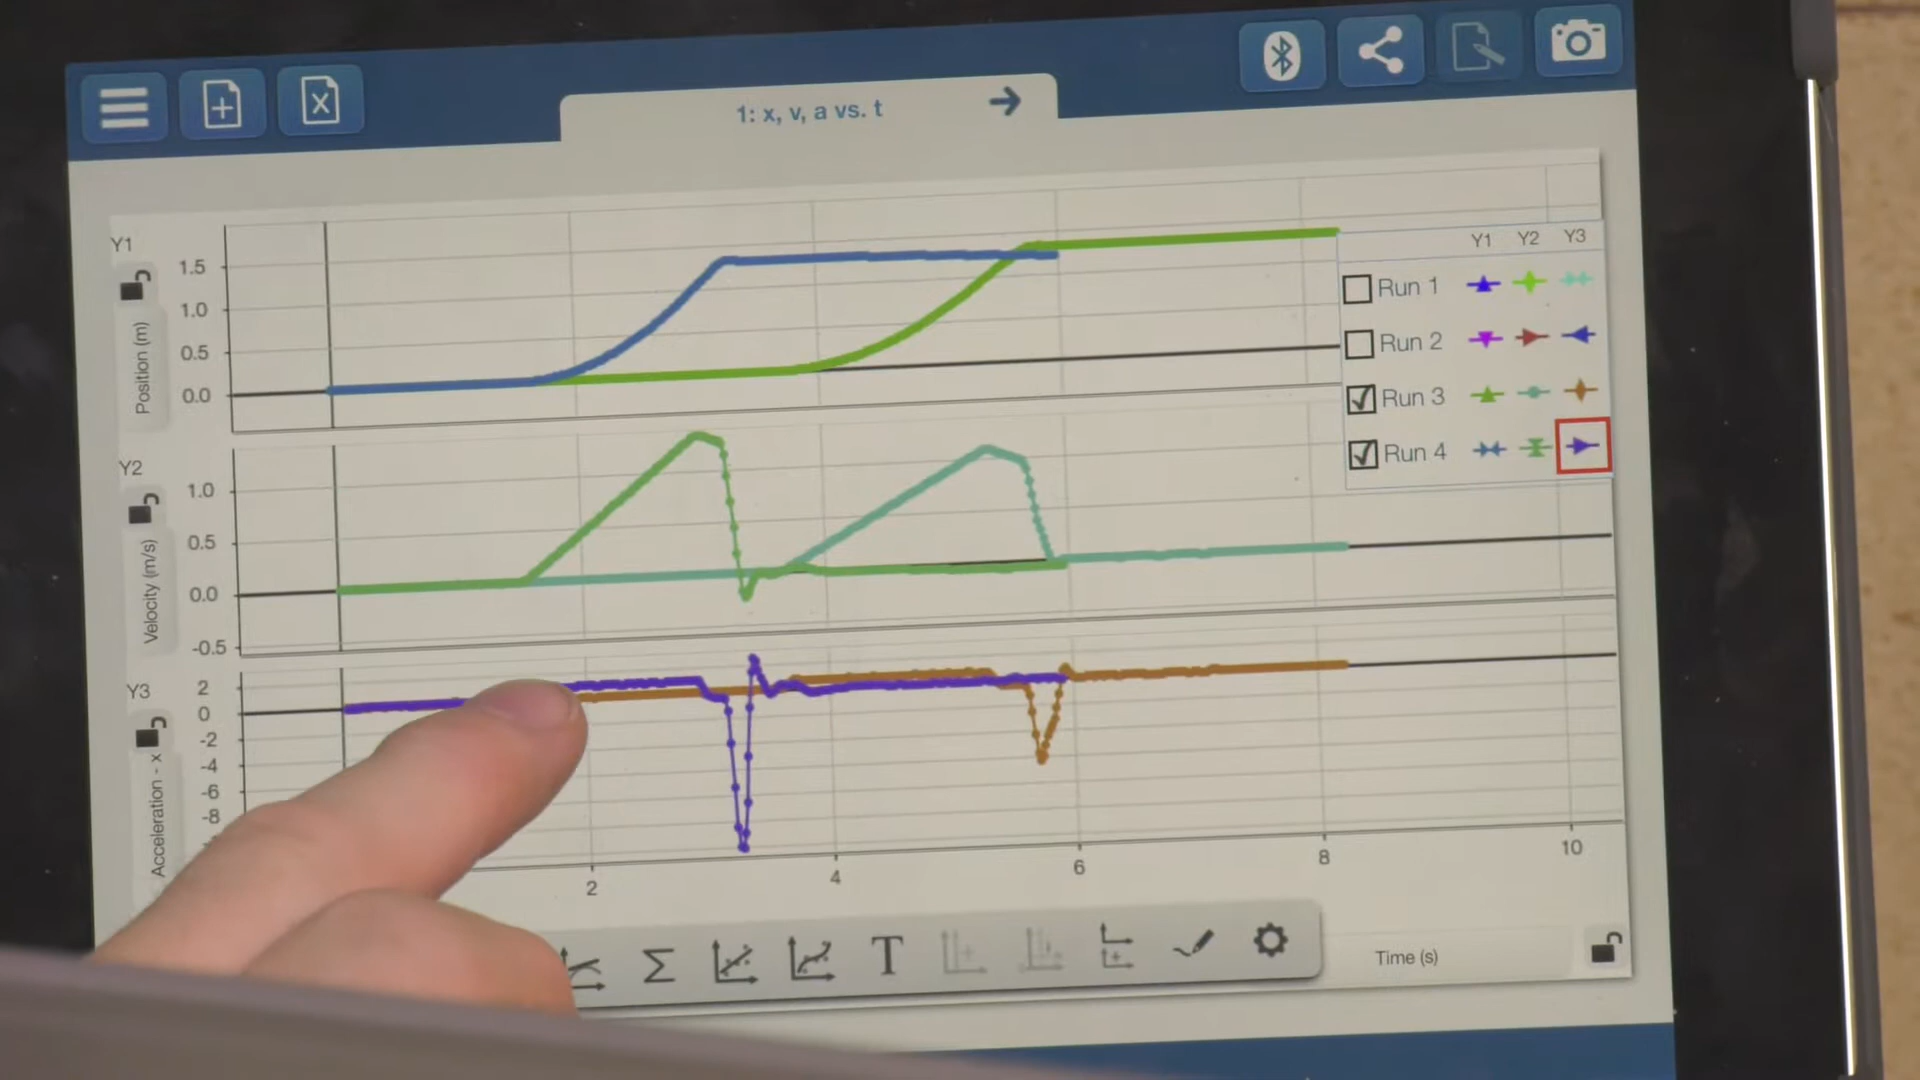 1: x, v, a vs. t
Y1
1.5
1.0
0.5
0.0
Position (m)
Y1 Y2 Y3
Run 1
Run 2
Run 3
Run 4
Y2
1.0
0.5
0.0
-0.5
Velocity (m/s)
Y3
2
0
-2
-4
-6
-8
Acceleration - x
2 4 6 8 10
Σ T
Time (s)